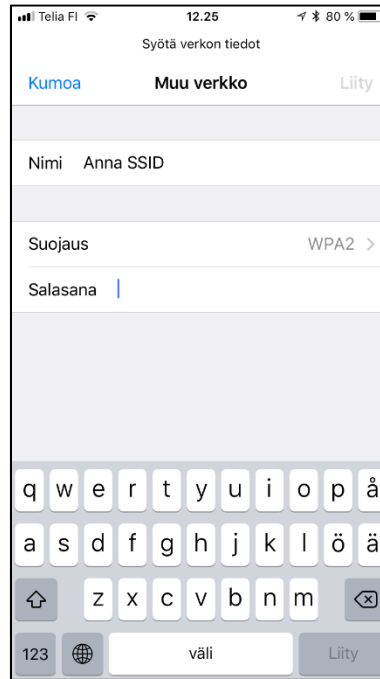 Telia FI 12.25 80 %
Syötä verkon tiedot
Kumoa Muu verkko Liity
Nimi Anna SSID
Suojaus WPA2 >
Salasana
q w e r t y u i o p å
a s d f g h j k l ö ä
z x c v b n m
123 väli Liity